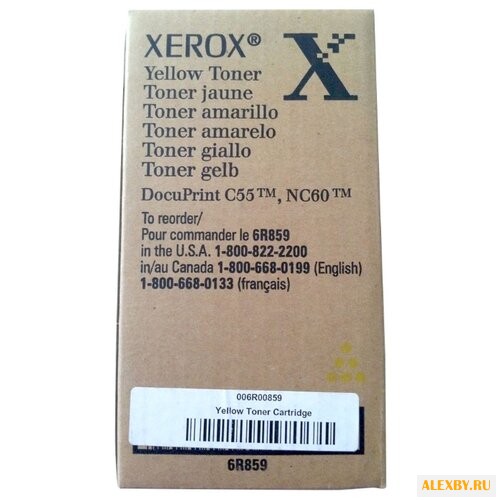 XEROX®
X
Yellow Toner
Toner jaune
Toner amarillo
Toner amarelo
Toner giallo
Toner gelb
DocuPrint C55™, NC60™
To reorder/
Pour commander le 6R859
in the U.S.A. 1-800-822-2200
in/au Canada 1-800-668-0199 (English)
1-800-668-0133 (français)
006R00859
Yellow Toner Cartridge
6R859
ALEXBY.RU